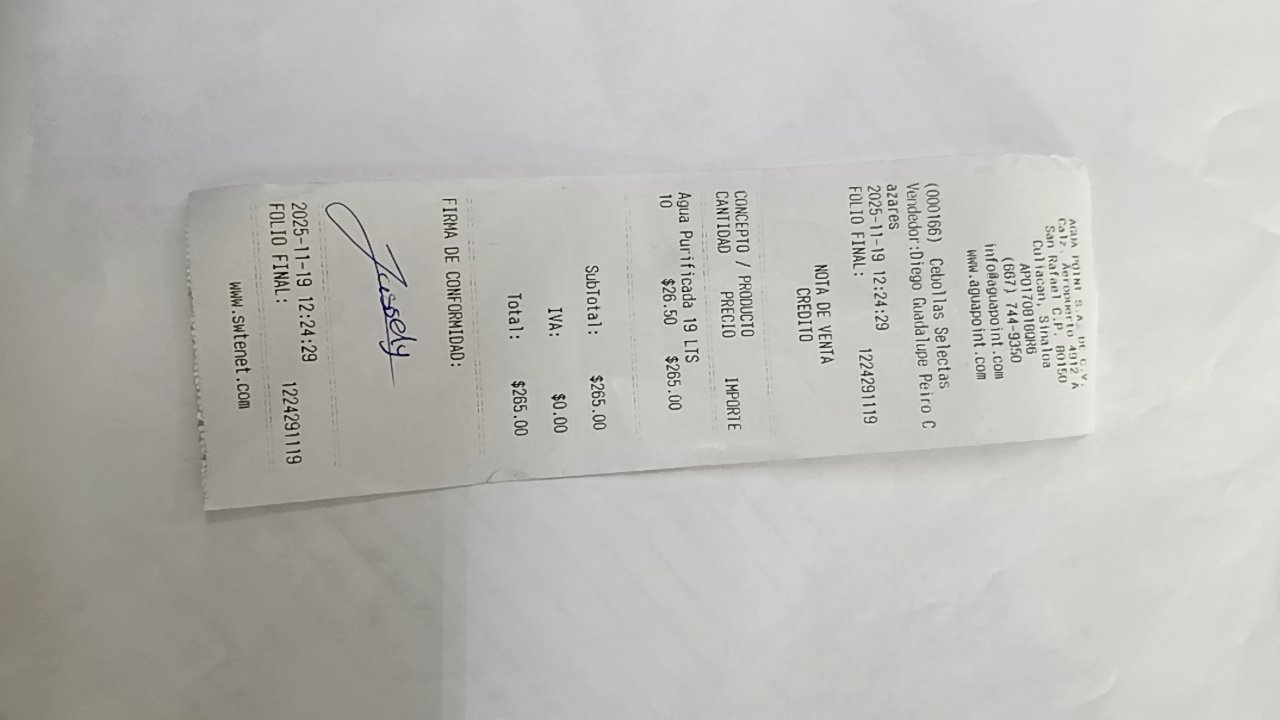 AGUA POINT S.A. DE C.V.
Calz Aeropuerto 4912 A
San Rafael C.P. 80150
Culiacan, Sinaloa
APO170818QR6
(667) 744-9350
info@aguapoint.com
www.aguapoint.com
(000166) Cebollas Selectas
Vendedor:Diego Guadalupe Peiro C
azares
2025-11-19 12:24:29 1224291119
FOLIO FINAL:
NOTA DE VENTA
CREDITO
CONCEPTO / PRODUCTO
CANTIDAD PRECIO IMPORTE
Agua Purificada 19 LTS
10 $26.50 $265.00
SubTotal: $265.00
IVA: $0.00
Total: $265.00
FIRMA DE CONFORMIDAD:
Jussely
2025-11-19 12:24:29 1224291119
FOLIO FINAL:
www.swtenet.com